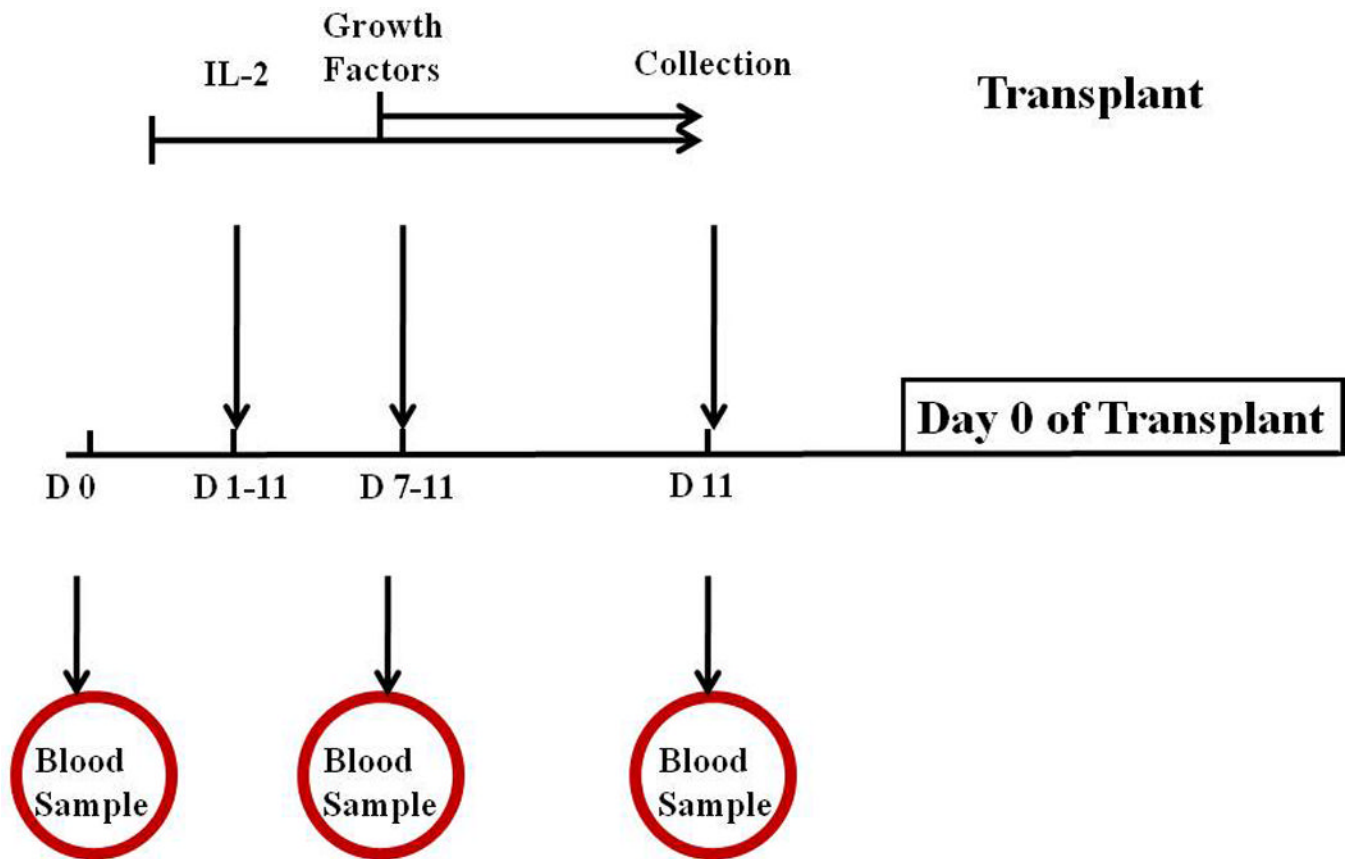 Growth
Factors
IL-2
Collection
Transplant
Day 0 of Transplant
D 0
D 1-11
D 7-11
D 11
Blood
Sample
Blood
Sample
Blood
Sample